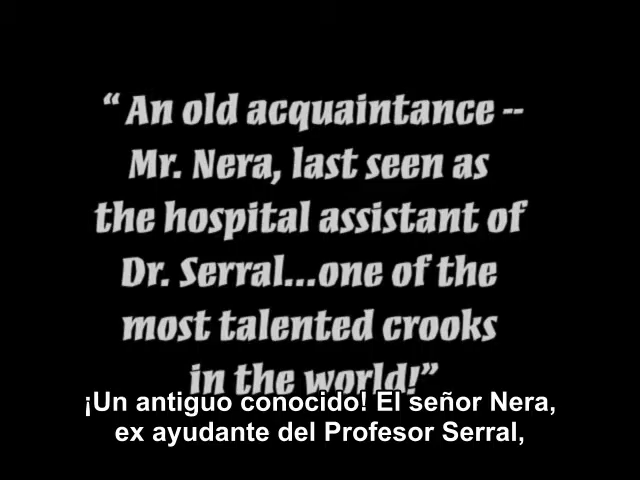 “ An old acquaintance --
Mr. Nera, last seen as
the hospital assistant of
Dr. Serral...one of the
most talented crooks
in the world!”
¡Un antiguo conocido! El señor Nera,
ex ayudante del Profesor Serral,